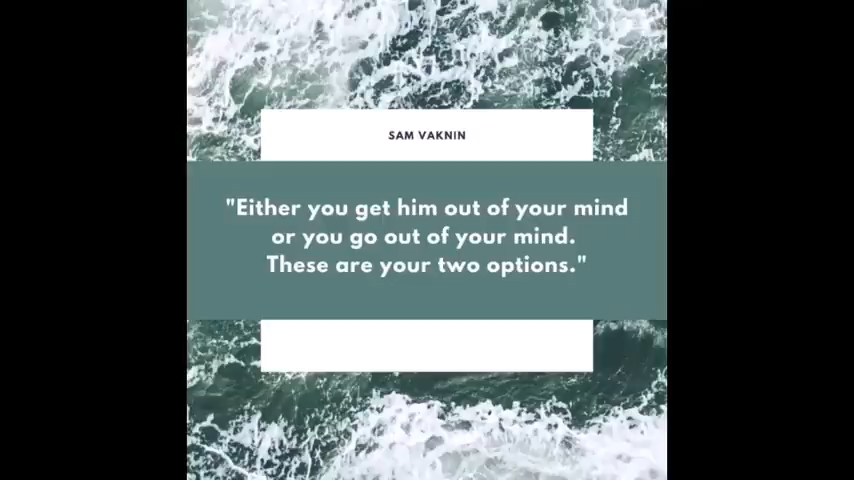 SAM VAKNIN
"Either you get him out of your mind
or you go out of your mind.
These are your two options."